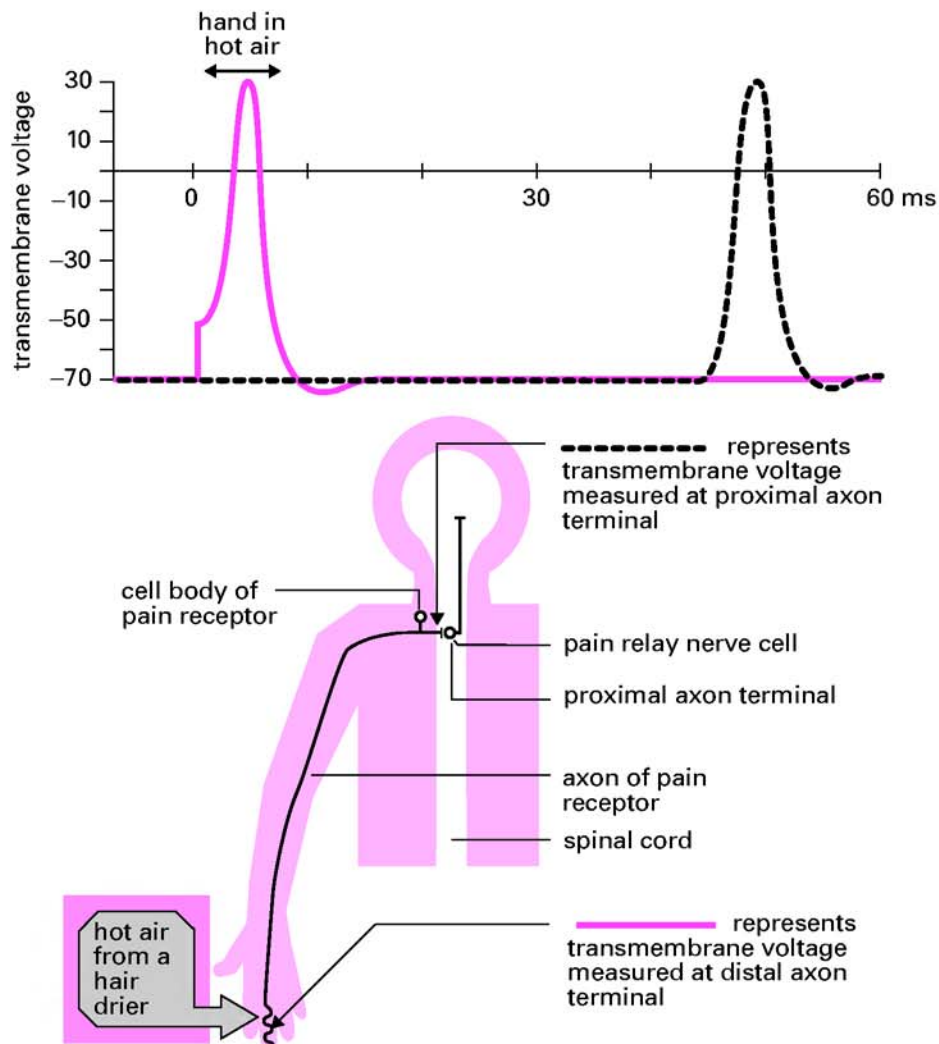 hand in
hot air
transmembrane voltage
30
10
−10
−30
−50
−70
0
30
60 ms
represents
transmembrane voltage
measured at proximal axon
terminal
cell body of
pain receptor
pain relay nerve cell
proximal axon terminal
axon of pain
receptor
spinal cord
hot air
from a
hair
drier
represents
transmembrane voltage
measured at distal axon
terminal